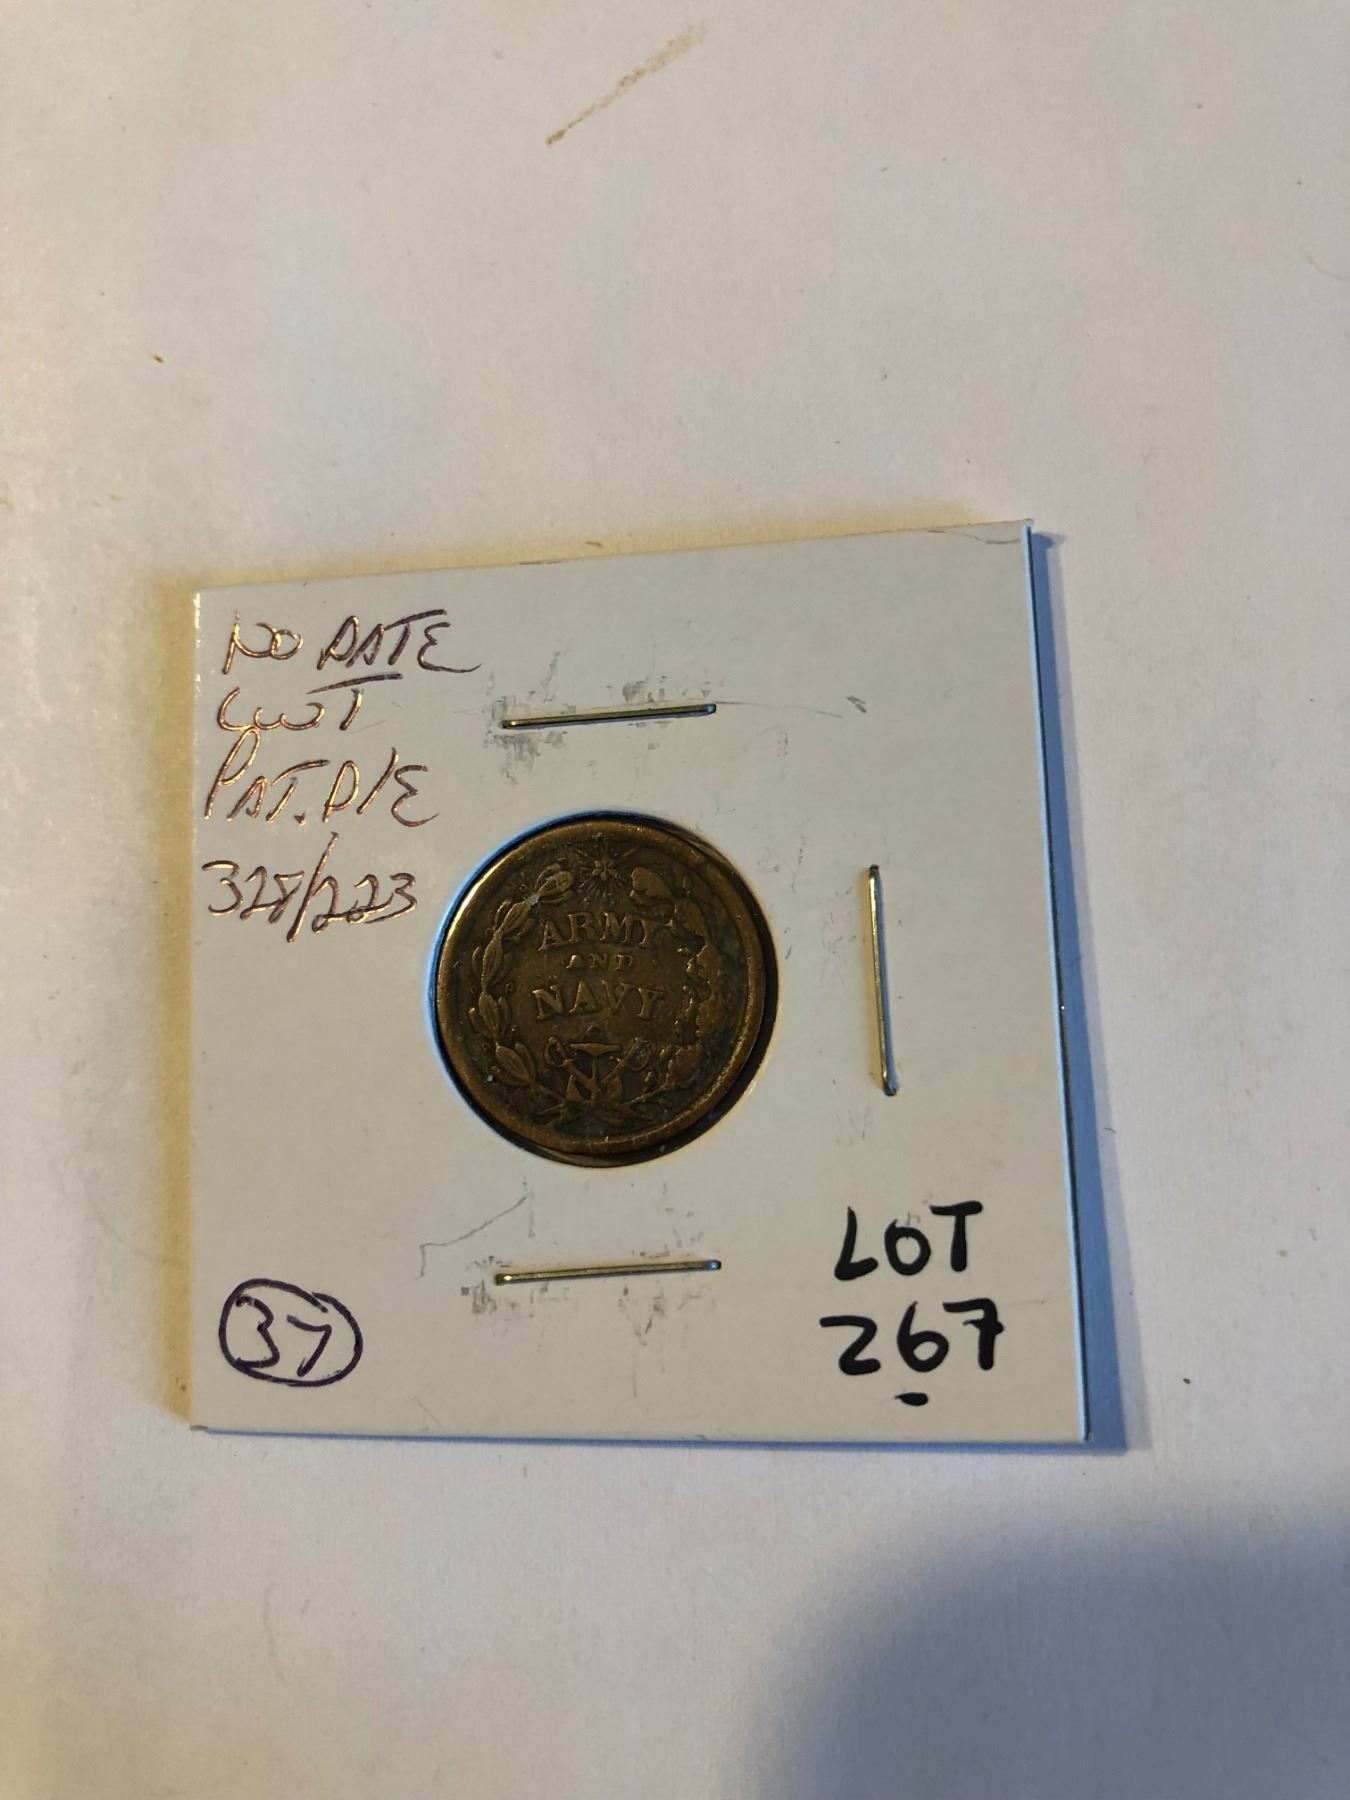 NO DATE
CWT
PAT. DIE
328/223
ARMY
AND
NAVY
37
LOT
267